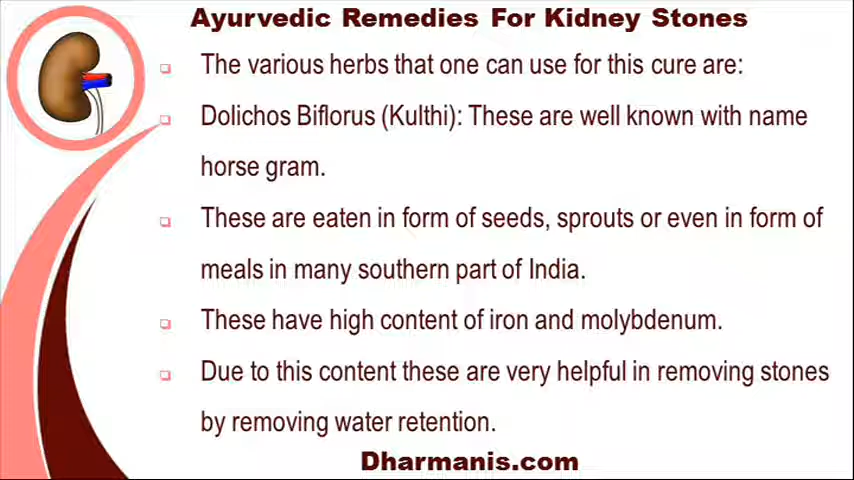 Ayurvedic Remedies For Kidney Stones
The various herbs that one can use for this cure are:
Dolichos Biflorus (Kulthi): These are well known with name
horse gram.
These are eaten in form of seeds, sprouts or even in form of
meals in many southern part of India.
These have high content of iron and molybdenum.
Due to this content these are very helpful in removing stones
by removing water retention.
Dharmanis.com